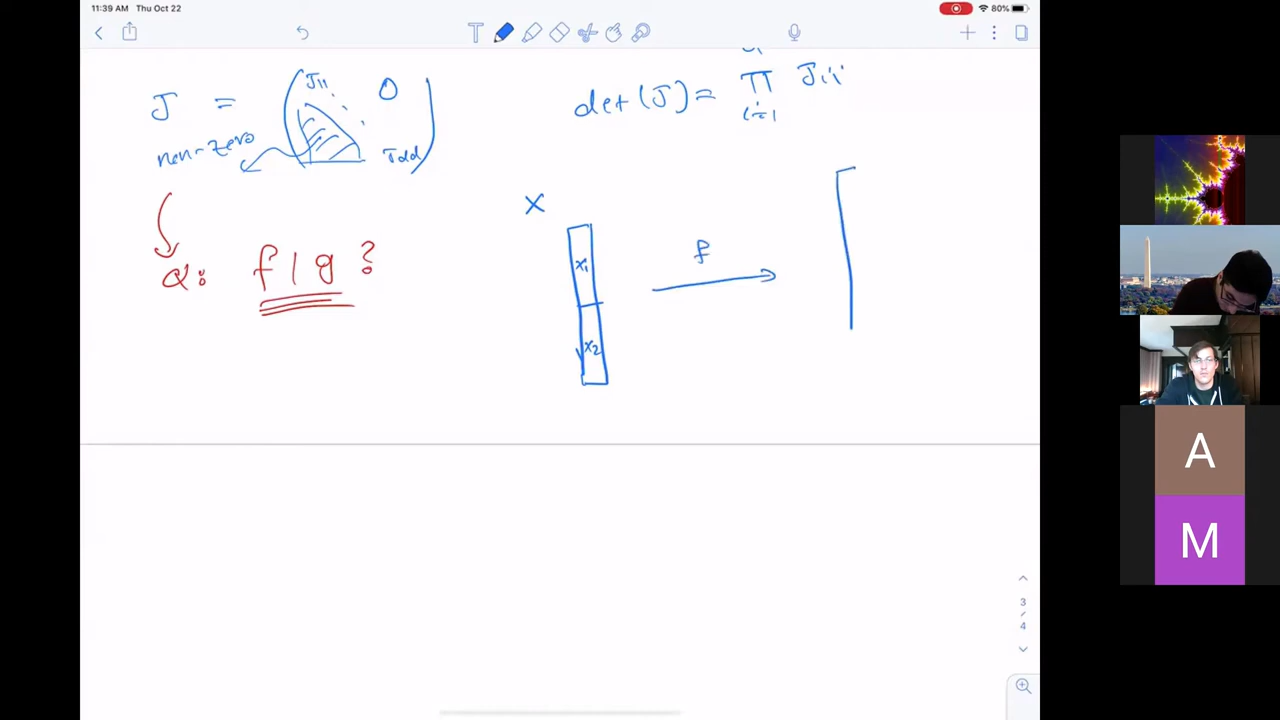 11:39 AM Thu Oct 22
80%
T
J = ( J11 0
non-zero Jdd )
det(J) = ∏ Jii
i=1
X
Q: f / g ?
x1
f
x2
3
/
4
A
M